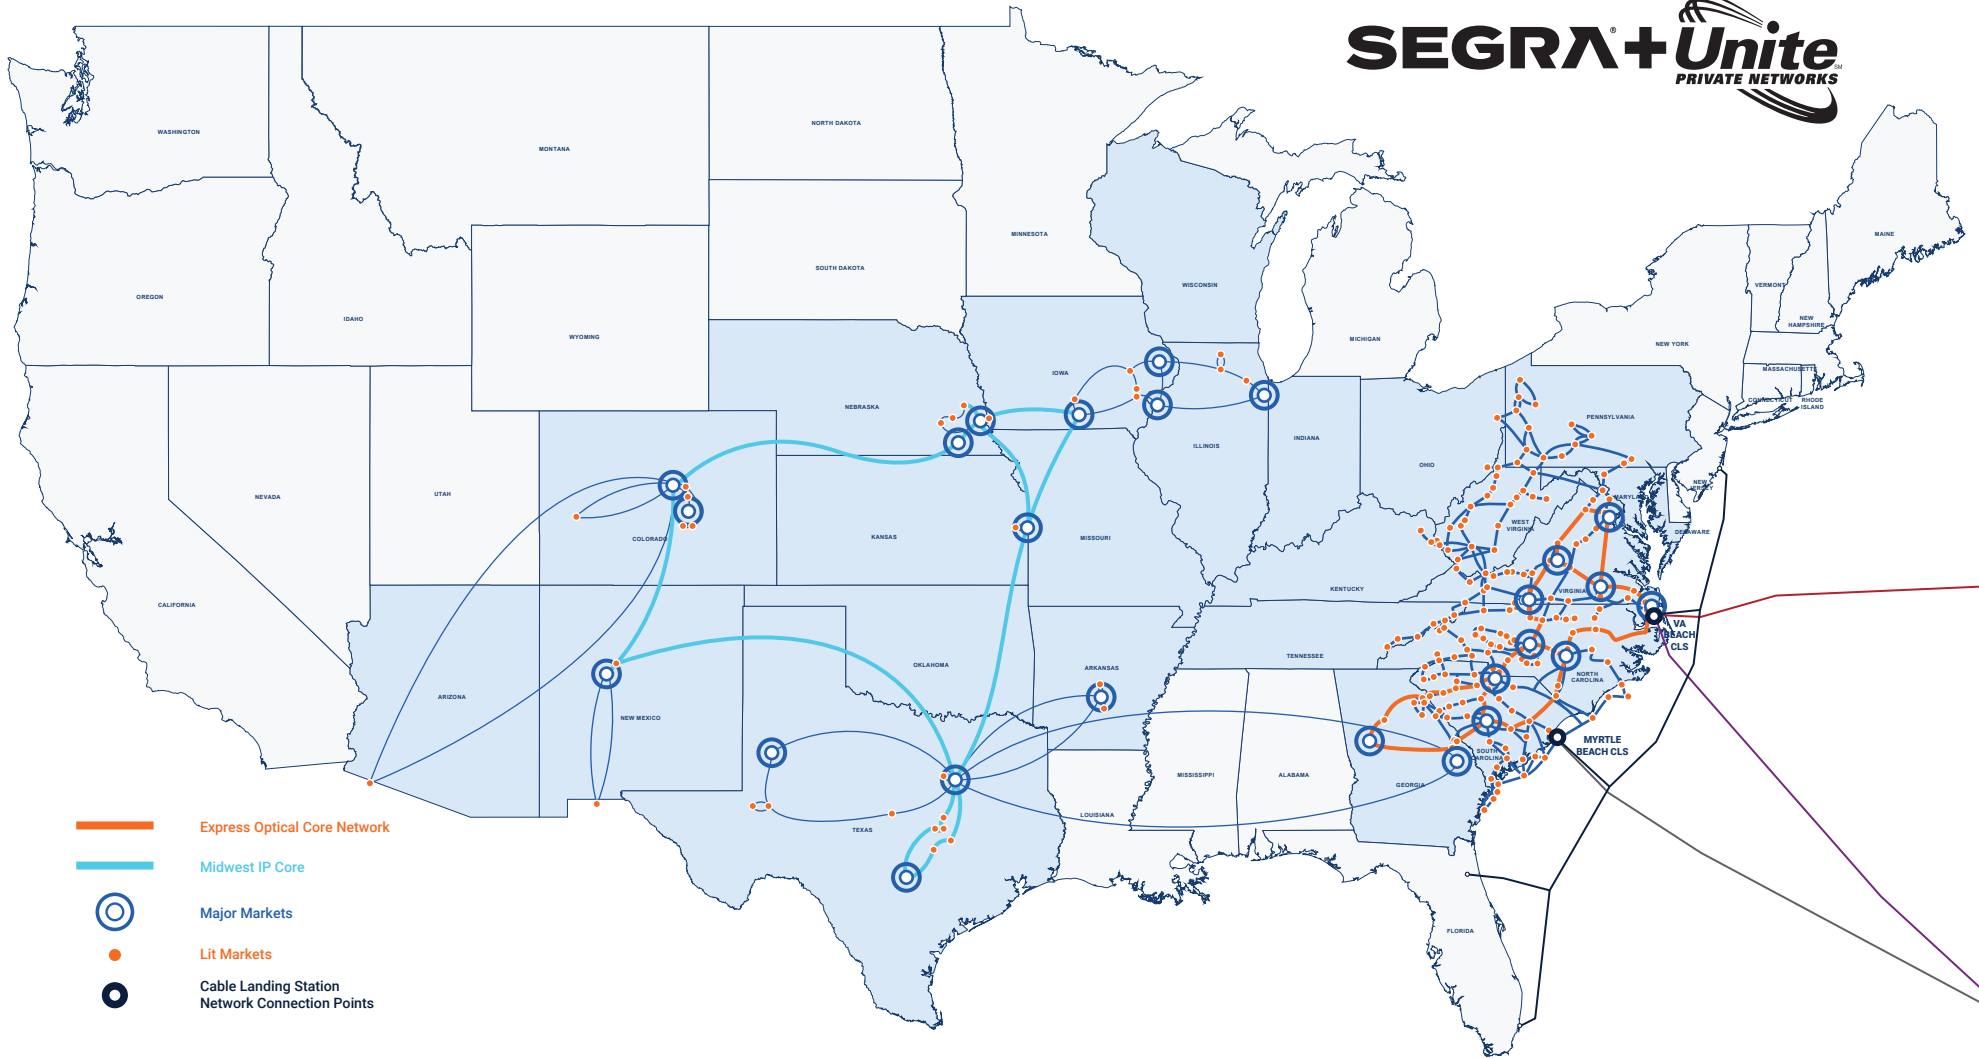 SEGRA®+Unite℠
PRIVATE NETWORKS
WASHINGTON
MONTANA
NORTH DAKOTA
MINNESOTA
MAINE
OREGON
IDAHO
SOUTH DAKOTA
WISCONSIN
VERMONT
NEW
HAMPSHIRE
WYOMING
MICHIGAN
NEW YORK
IOWA
MASSACHUSETTS
NEBRASKA
CONNECTICUT
RHODE
ISLAND
PENNSYLVANIA
ILLINOIS
INDIANA
OHIO
NEVADA
UTAH
NEW
JERSEY
MARYLAND
COLORADO
KANSAS
MISSOURI
WEST
VIRGINIA
DELAWARE
CALIFORNIA
KENTUCKY
VIRGINIA
VA
BEACH
CLS
TENNESSEE
OKLAHOMA
ARKANSAS
NORTH
CAROLINA
ARIZONA
NEW MEXICO
MYRTLE
BEACH CLS
SOUTH
CAROLINA
MISSISSIPPI
ALABAMA
GEORGIA
LOUISIANA
TEXAS
FLORIDA
Express Optical Core Network
Midwest IP Core
Major Markets
Lit Markets
Cable Landing Station
Network Connection Points